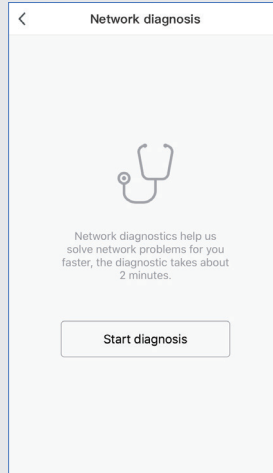 Network diagnosis
Network diagnostics help us
solve network problems for you
faster, the diagnostic takes about
2 minutes.
Start diagnosis